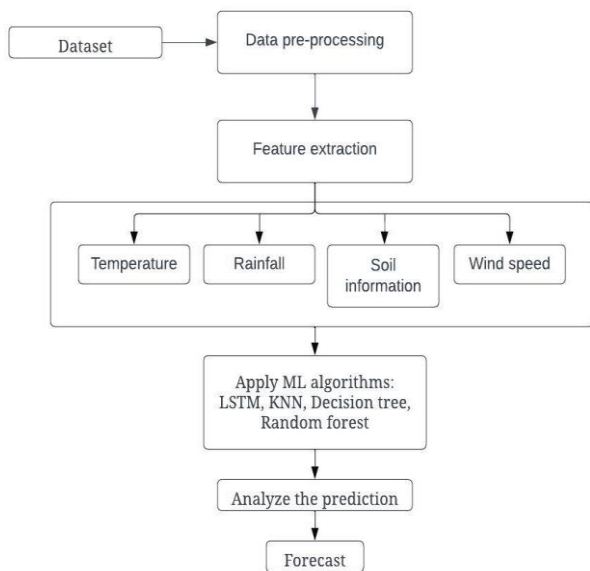 Dataset
Data pre-processing
Feature extraction
Temperature
Rainfall
Soil
information
Wind speed
Apply ML algorithms:
LSTM, KNN, Decision tree,
Random forest
Analyze the prediction
Forecast